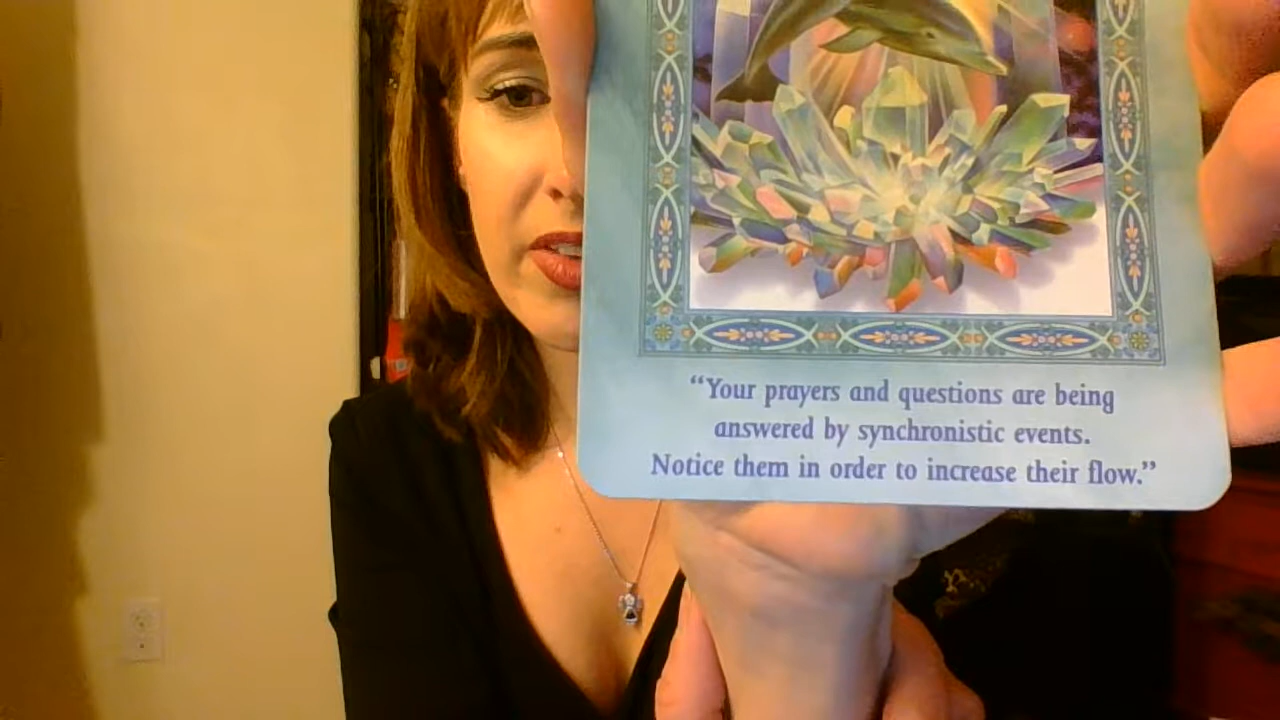 “Your prayers and questions are being
answered by synchronistic events.
Notice them in order to increase their flow.”